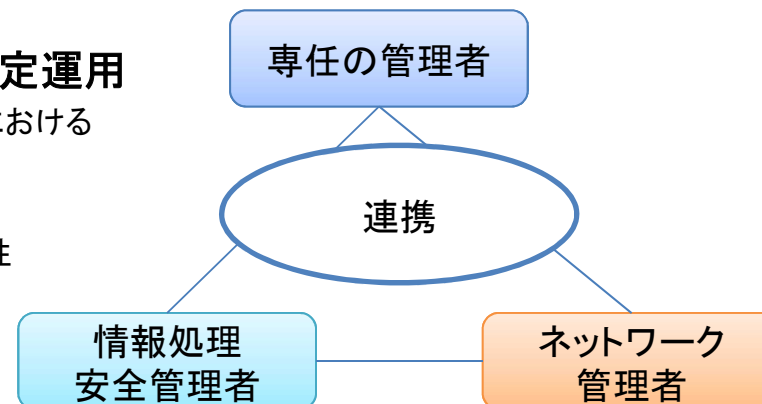 専任の管理者
定運用
おける
連携
性
情報処理
安全管理者
ネットワーク
管理者